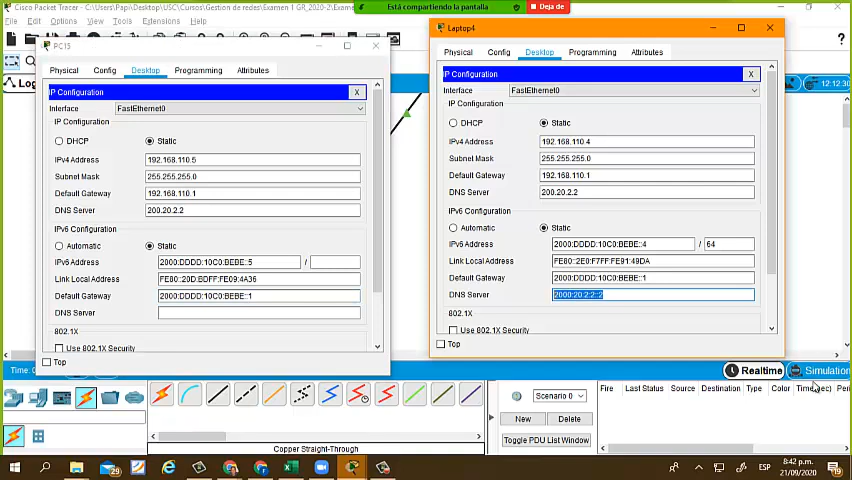 Cisco Packet Tracer - C:\Users\Papi\Desktop\USC\Cursos\Gestion de redes\Examen 1 GR_2020-2\Exame
Está compartiendo la pantalla
Deja de
File Edit Options View Tools Extensions Help
PC15
Physical Config Desktop Programming Attributes
IP Configuration X
Interface FastEthernet0
IP Configuration
DHCP Static
IPv4 Address 192.168.110.5
Subnet Mask 255.255.255.0
Default Gateway 192.168.110.1
DNS Server 200.20.2.2
IPv6 Configuration
Automatic Static
IPv6 Address 2000:DDDD:10C0:BEBE::5 /
Link Local Address FE80::20D:BDFF:FE09:4A36
Default Gateway 2000:DDDD:10C0:BEBE::1
DNS Server
802.1X
Use 802.1X Security
Top
Laptop4
Physical Config Desktop Programming Attributes
IP Configuration X
Interface FastEthernet0
IP Configuration
DHCP Static
IPv4 Address 192.168.110.4
Subnet Mask 255.255.255.0
Default Gateway 192.168.110.1
DNS Server 200.20.2.2
IPv6 Configuration
Automatic Static
IPv6 Address 2000:DDDD:10C0:BEBE::4 / 64
Link Local Address FE80::2E0:F7FF:FE91:49DA
Default Gateway 2000:DDDD:10C0:BEBE::1
DNS Server 2000:20:2:2::2
802.1X
Use 802.1X Security
Top
Log
12:12:30
Time:
Realtime Simulation
Scenario 0
New Delete
Toggle PDU List Window
Fire Last Status Source Destination Type Color Time(sec) Peri
Copper Straight-Through
ESP
8:42 p.m.
21/09/2020